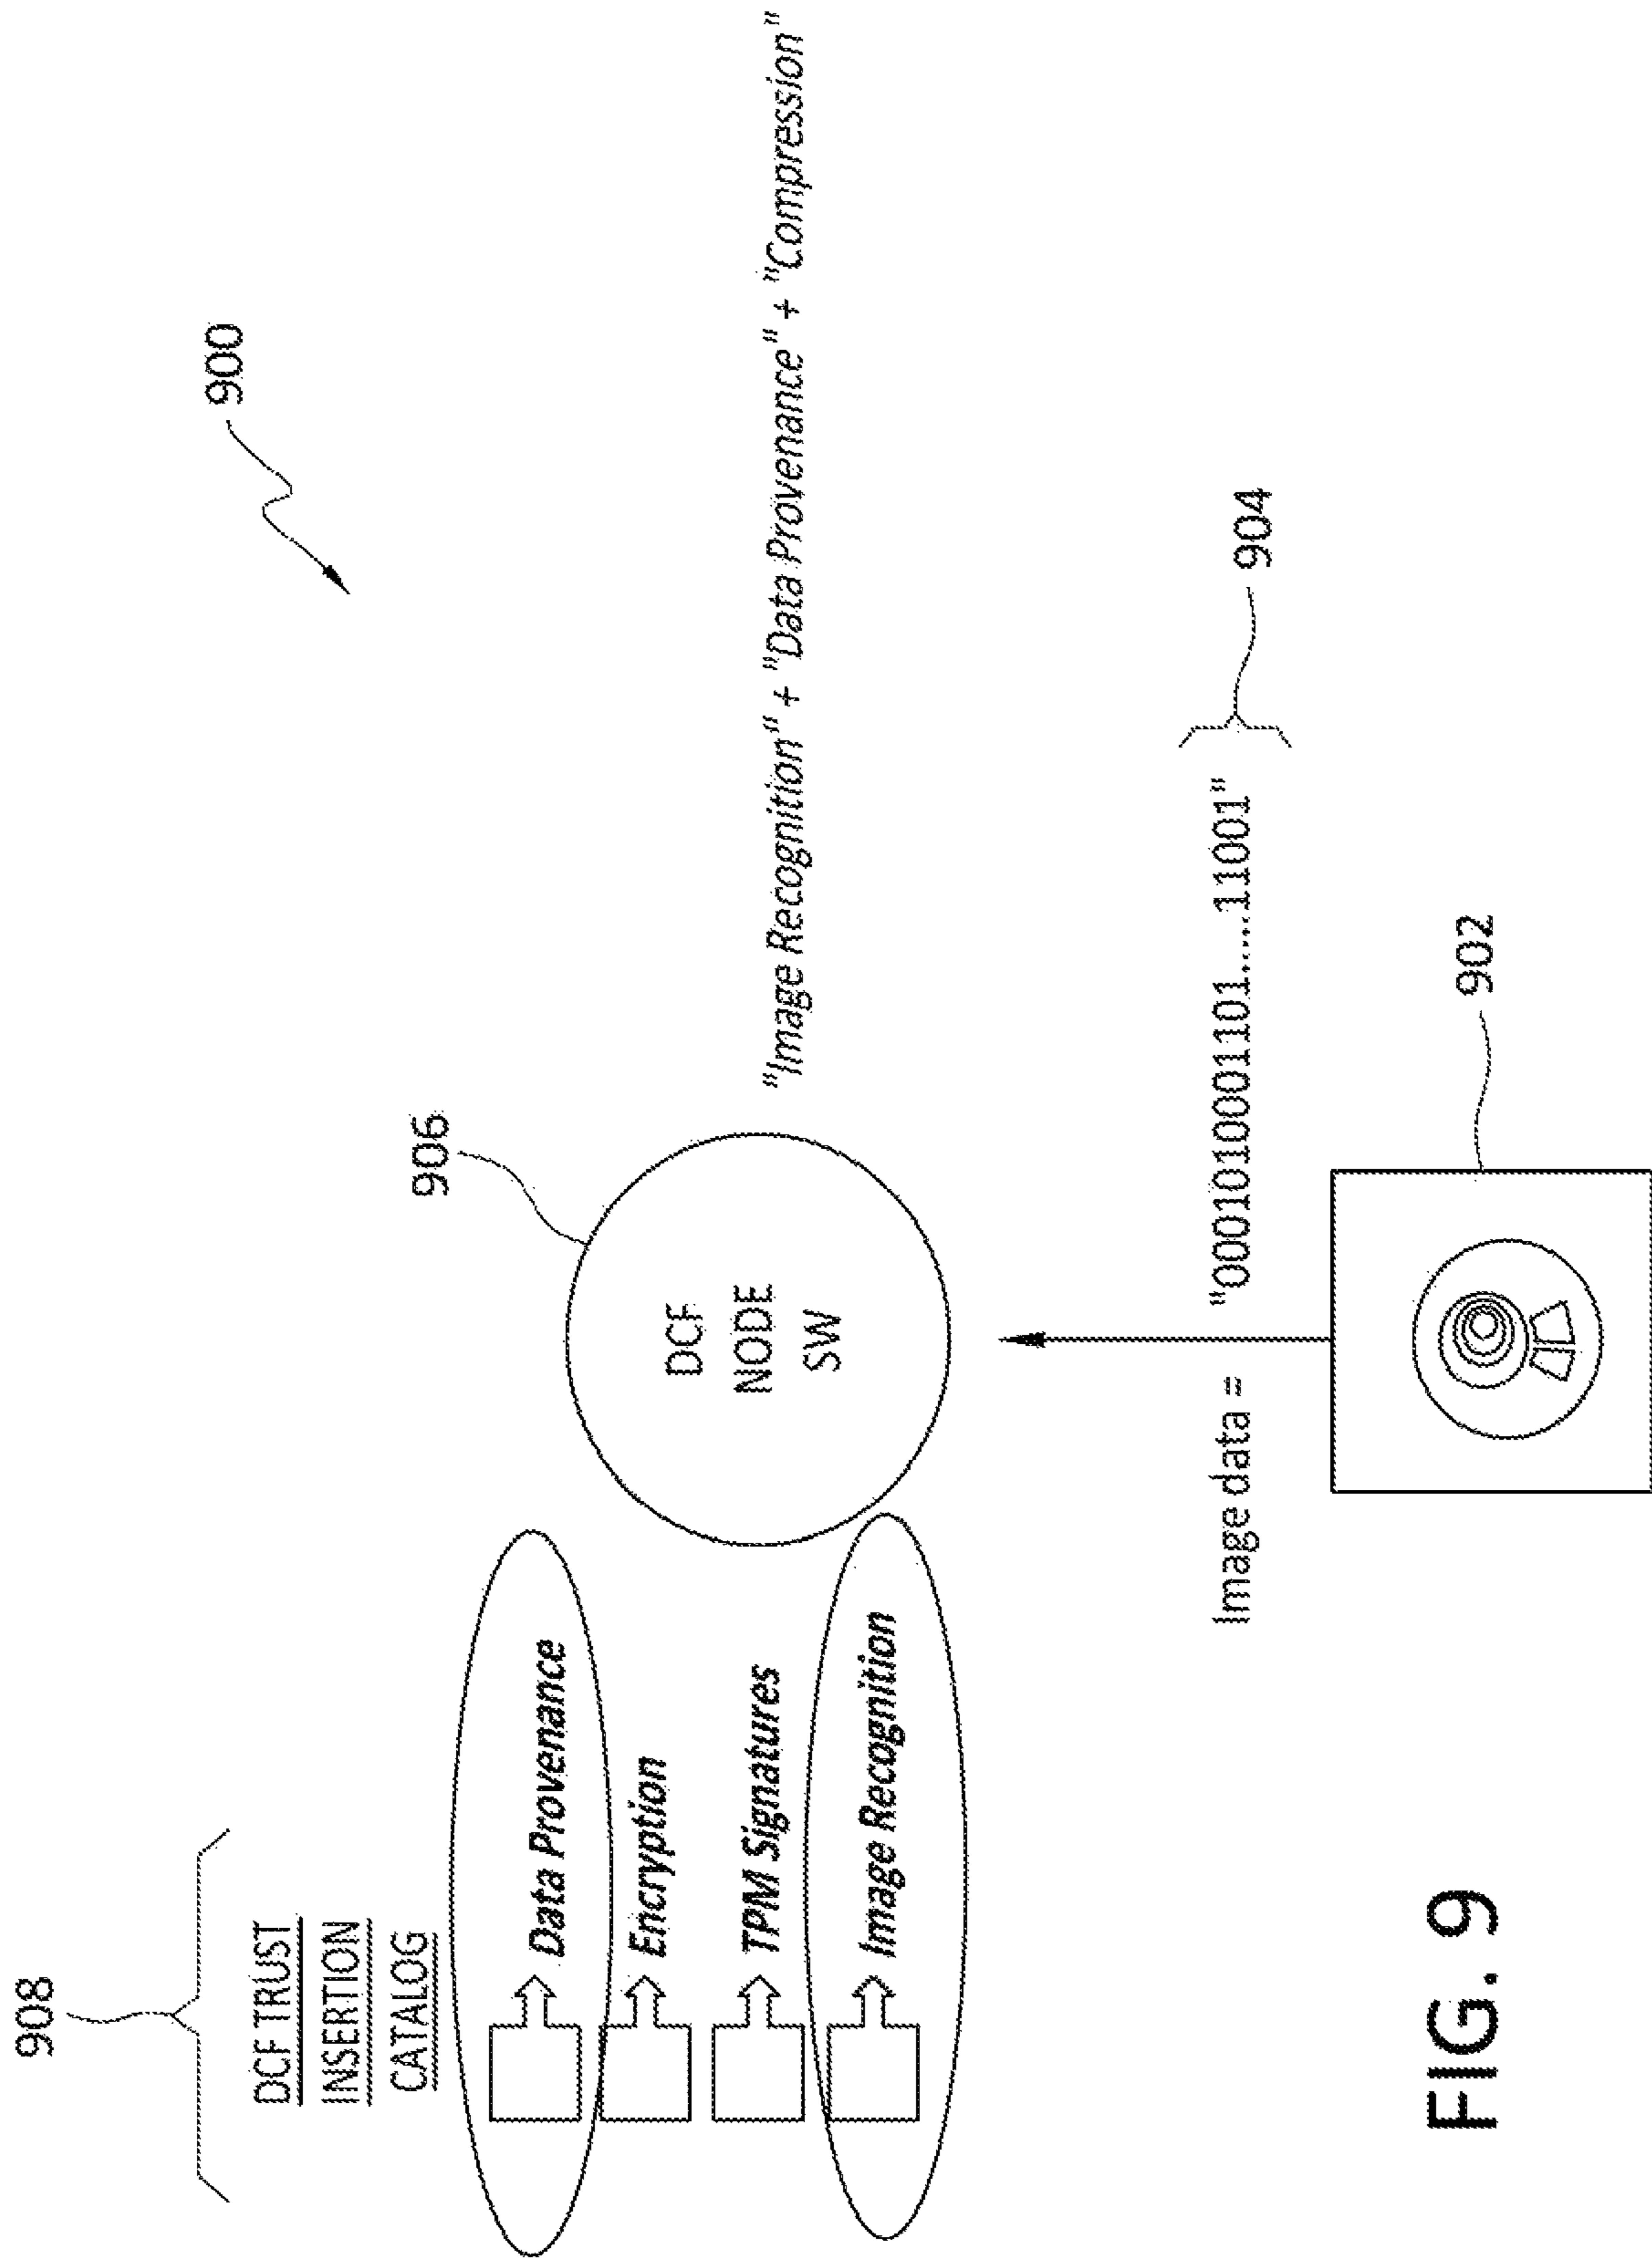 908
DCF TRUST
INSERTION
CATALOG
Data Provenance
Encryption
TPM Signatures
Image Recognition
906
DCF
NODE
SW
900
"Image Recognition" + "Data Provenance" + "Compression"
Image data = "00010100011101.....11001"
904
902
FIG. 9